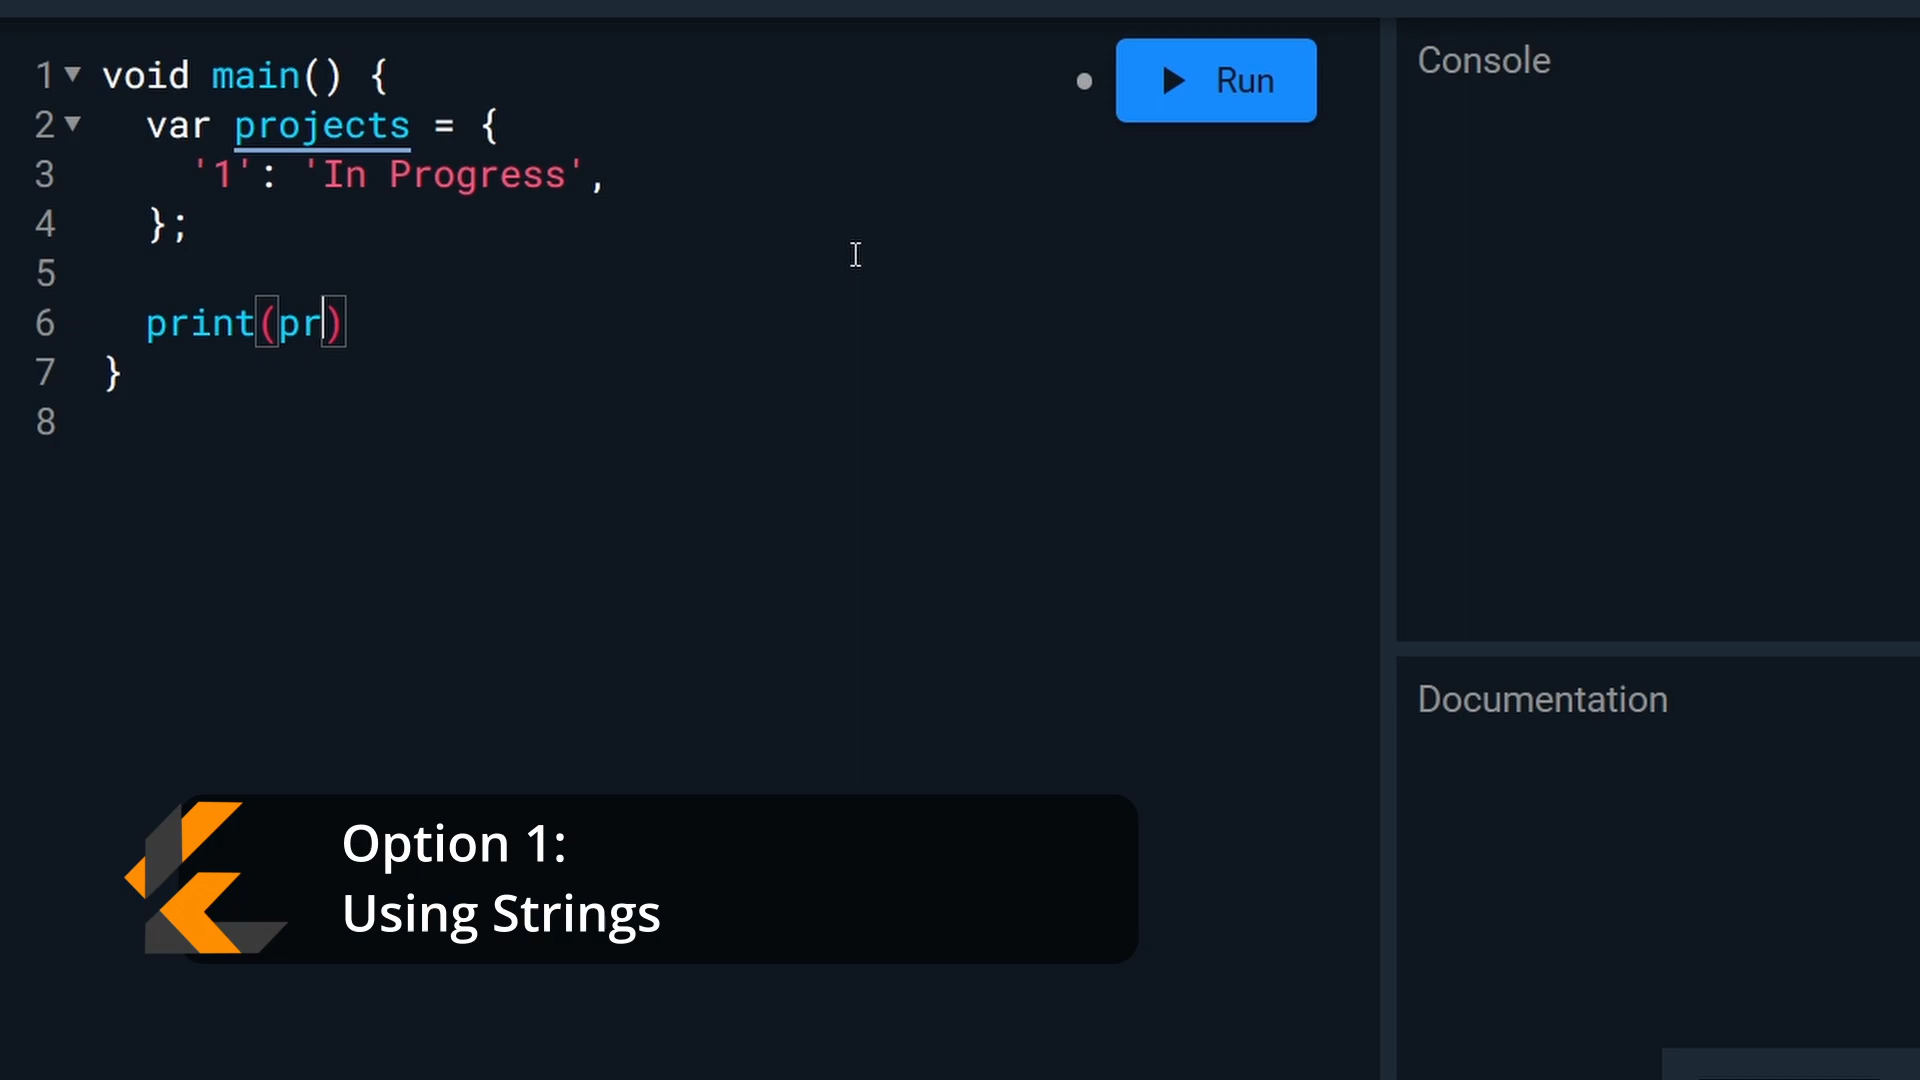 1 void main() {
2 var projects = {
3 '1': 'In Progress',
4 };
5
6 print(pr)
7 }
8
Run
Console
Documentation
Option 1:
Using Strings